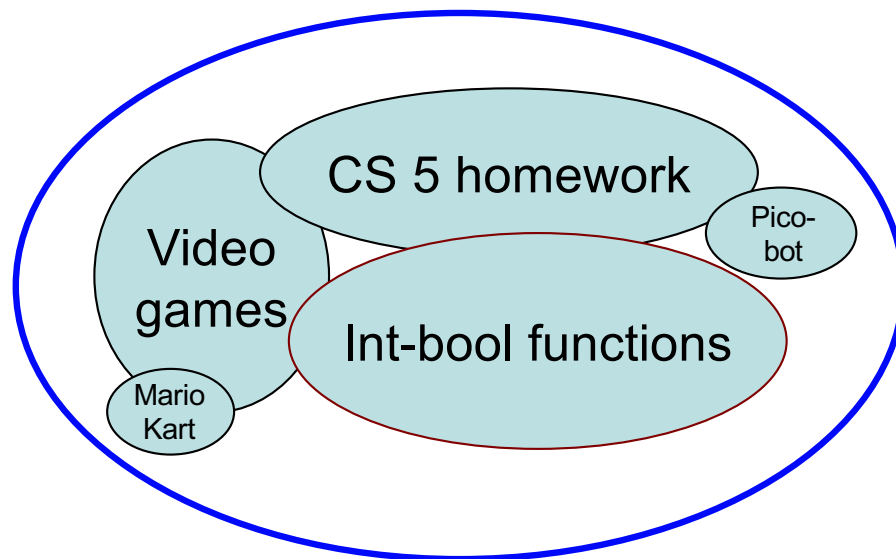 CS 5 homework
Pico-
bot
Video
games
Int-bool functions
Mario
Kart